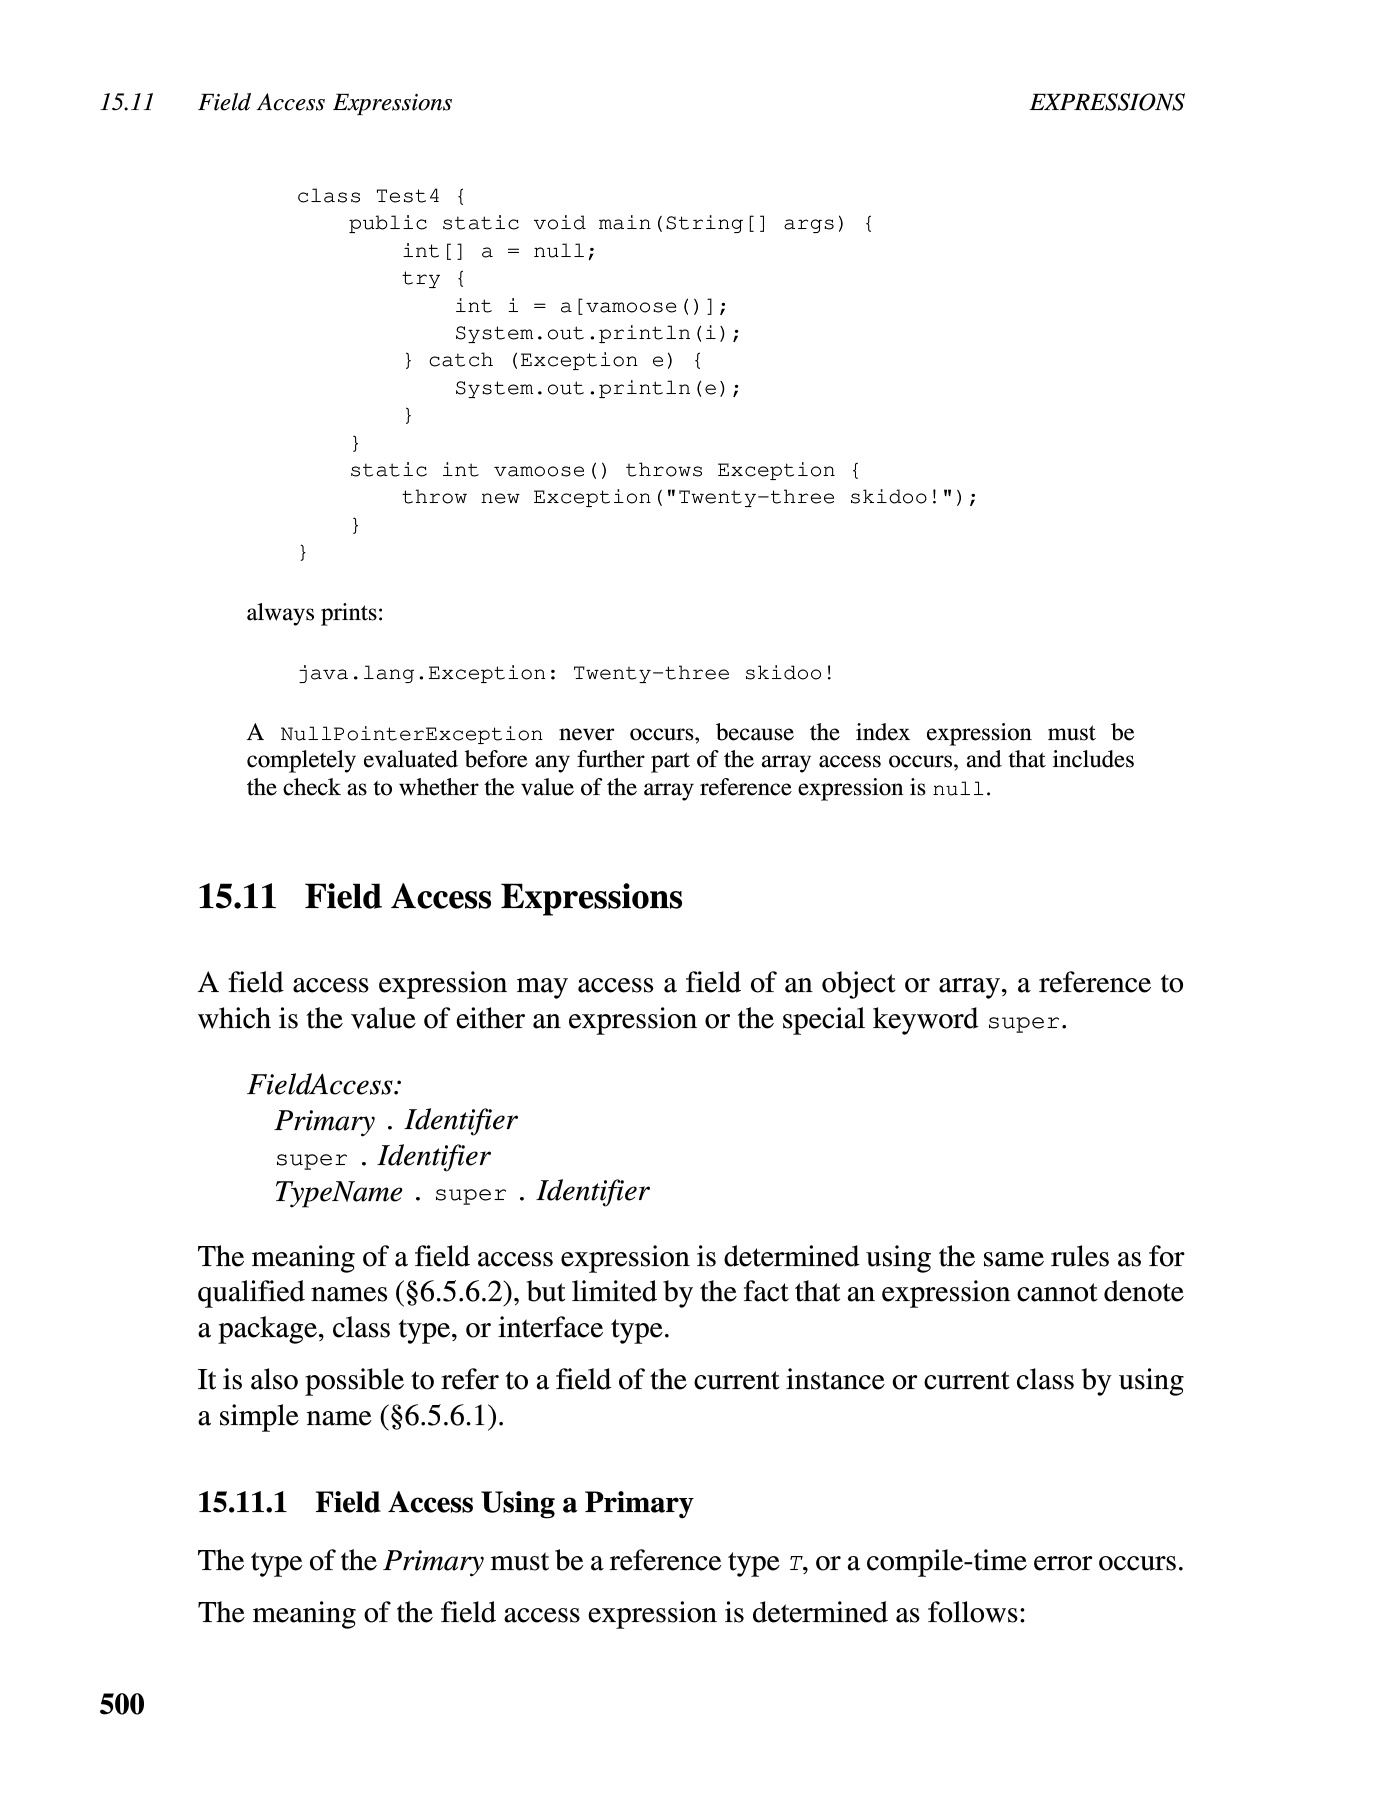 15.11 Field Access Expressions EXPRESSIONS
class Test4 {
    public static void main(String[] args) {
        int[] a = null;
        try {
            int i = a[vamoose()];
            System.out.println(i);
        } catch (Exception e) {
            System.out.println(e);
        }
    }
    static int vamoose() throws Exception {
        throw new Exception("Twenty-three skidoo!");
    }
}
always prints:
java.lang.Exception: Twenty-three skidoo!
A NullPointerException never occurs, because the index expression must be
completely evaluated before any further part of the array access occurs, and that includes
the check as to whether the value of the array reference expression is null.
15.11 Field Access Expressions
A field access expression may access a field of an object or array, a reference to
which is the value of either an expression or the special keyword super.
FieldAccess:
Primary . Identifier
super . Identifier
TypeName . super . Identifier
The meaning of a field access expression is determined using the same rules as for
qualified names (§6.5.6.2), but limited by the fact that an expression cannot denote
a package, class type, or interface type.
It is also possible to refer to a field of the current instance or current class by using
a simple name (§6.5.6.1).
15.11.1 Field Access Using a Primary
The type of the Primary must be a reference type T, or a compile-time error occurs.
The meaning of the field access expression is determined as follows:
500